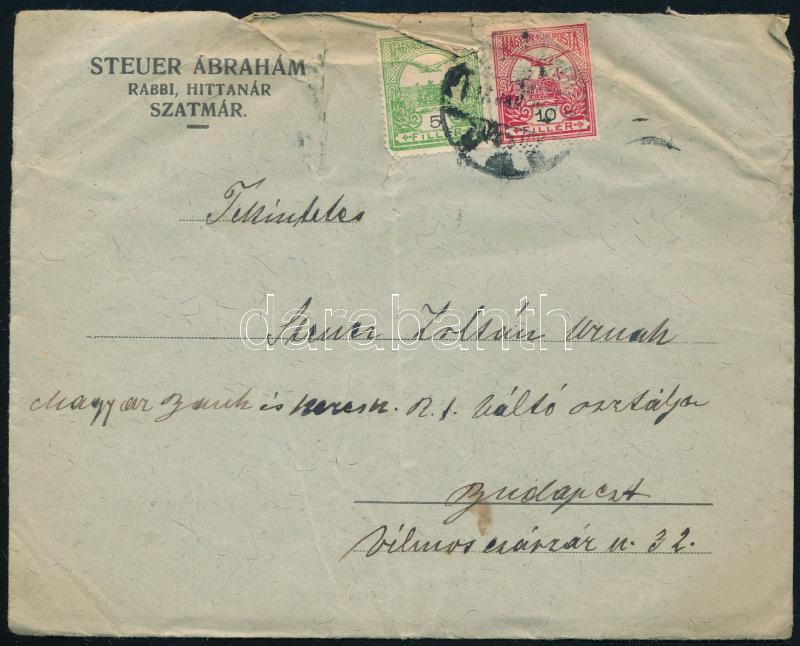 STEUER ÁBRAHÁM
RABBI, HITTANÁR
SZATMÁR.
MAGYAR KIR. POSTA
5
FILLÉR
10
FILLÉR
Tekintetes
Steuer Zoltán Urnak
darabanth
Magyar Bank és keresk. R.t. Váltó osztálya
Budapest
Vilmos császár u. 32.